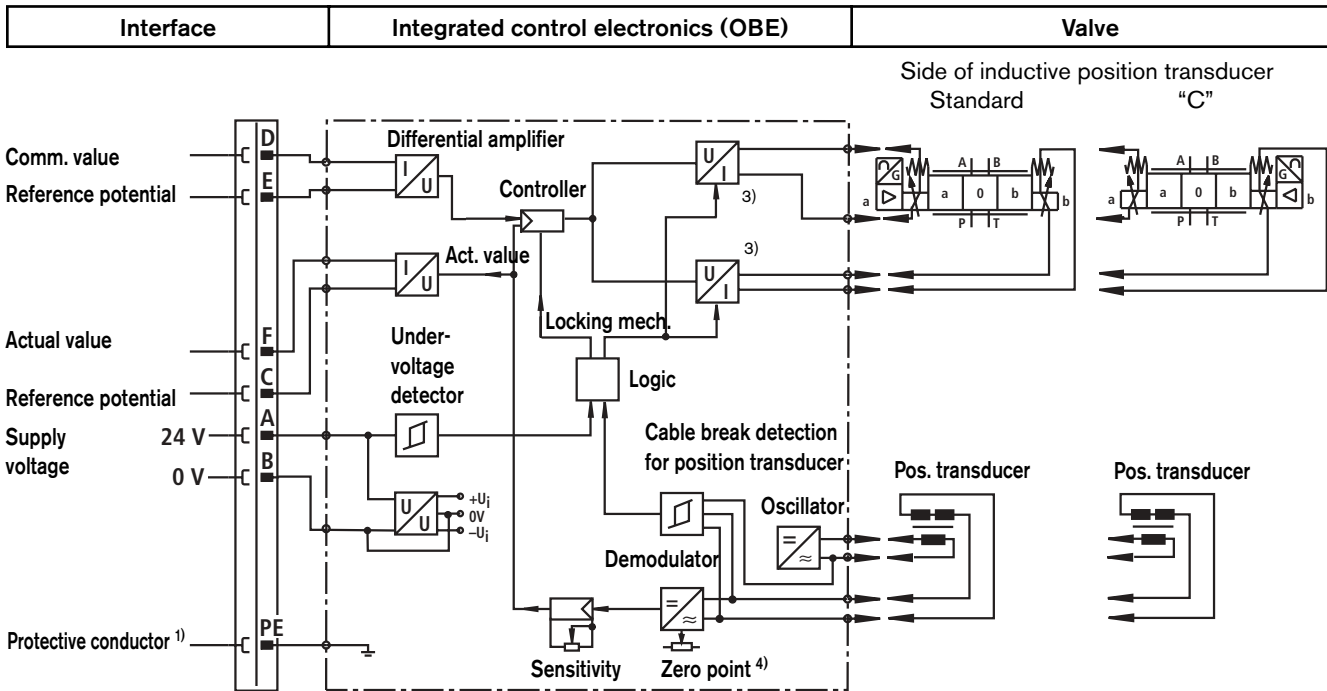 Interface
Integrated control electronics (OBE)
Valve
Side of inductive position transducer
Standard
“C”
Comm. value
D
Differential amplifier
I
U
U
I
3)
Reference potential
E
Controller
A B
G
a
a 0 b
b
P T
A B
G
a
a 0 b
b
P T
Act. value
I
U
3)
U
I
Actual value
F
Locking mech.
Under-
voltage
detector
Logic
Reference potential
C
Supply
voltage
24 V
A
0 V
B
Cable break detection
for position transducer
Pos. transducer
Pos. transducer
U
U
+Ui
0V
–Ui
Oscillator
=
≈
Demodulator
=
≈
Protective conductor 1)
PE
Sensitivity
Zero point 4)